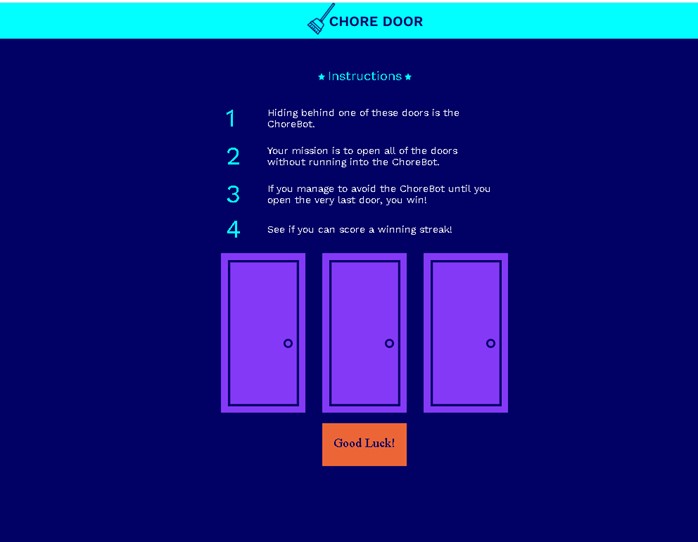 CHORE DOOR
Instructions
1
Hiding behind one of these doors is the
ChoreBot.
2
Your mission is to open all of the doors
without running into the ChoreBot.
3
If you manage to avoid the ChoreBot until you
open the very last door, you win!
4
See if you can score a winning streak!
Good Luck!